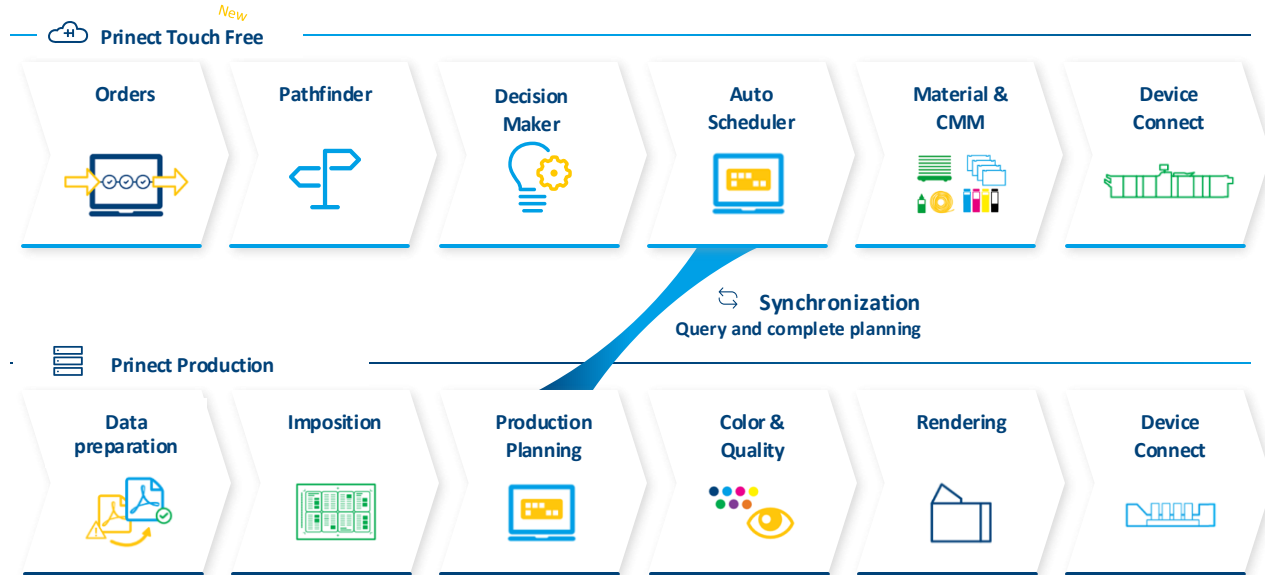 New
Prinect Touch Free
Orders
Pathfinder
Decision
Maker
Auto
Scheduler
Material &
CMM
Device
Connect
Synchronization
Query and complete planning
Prinect Production
Data
preparation
Imposition
Production
Planning
Color &
Quality
Rendering
Device
Connect